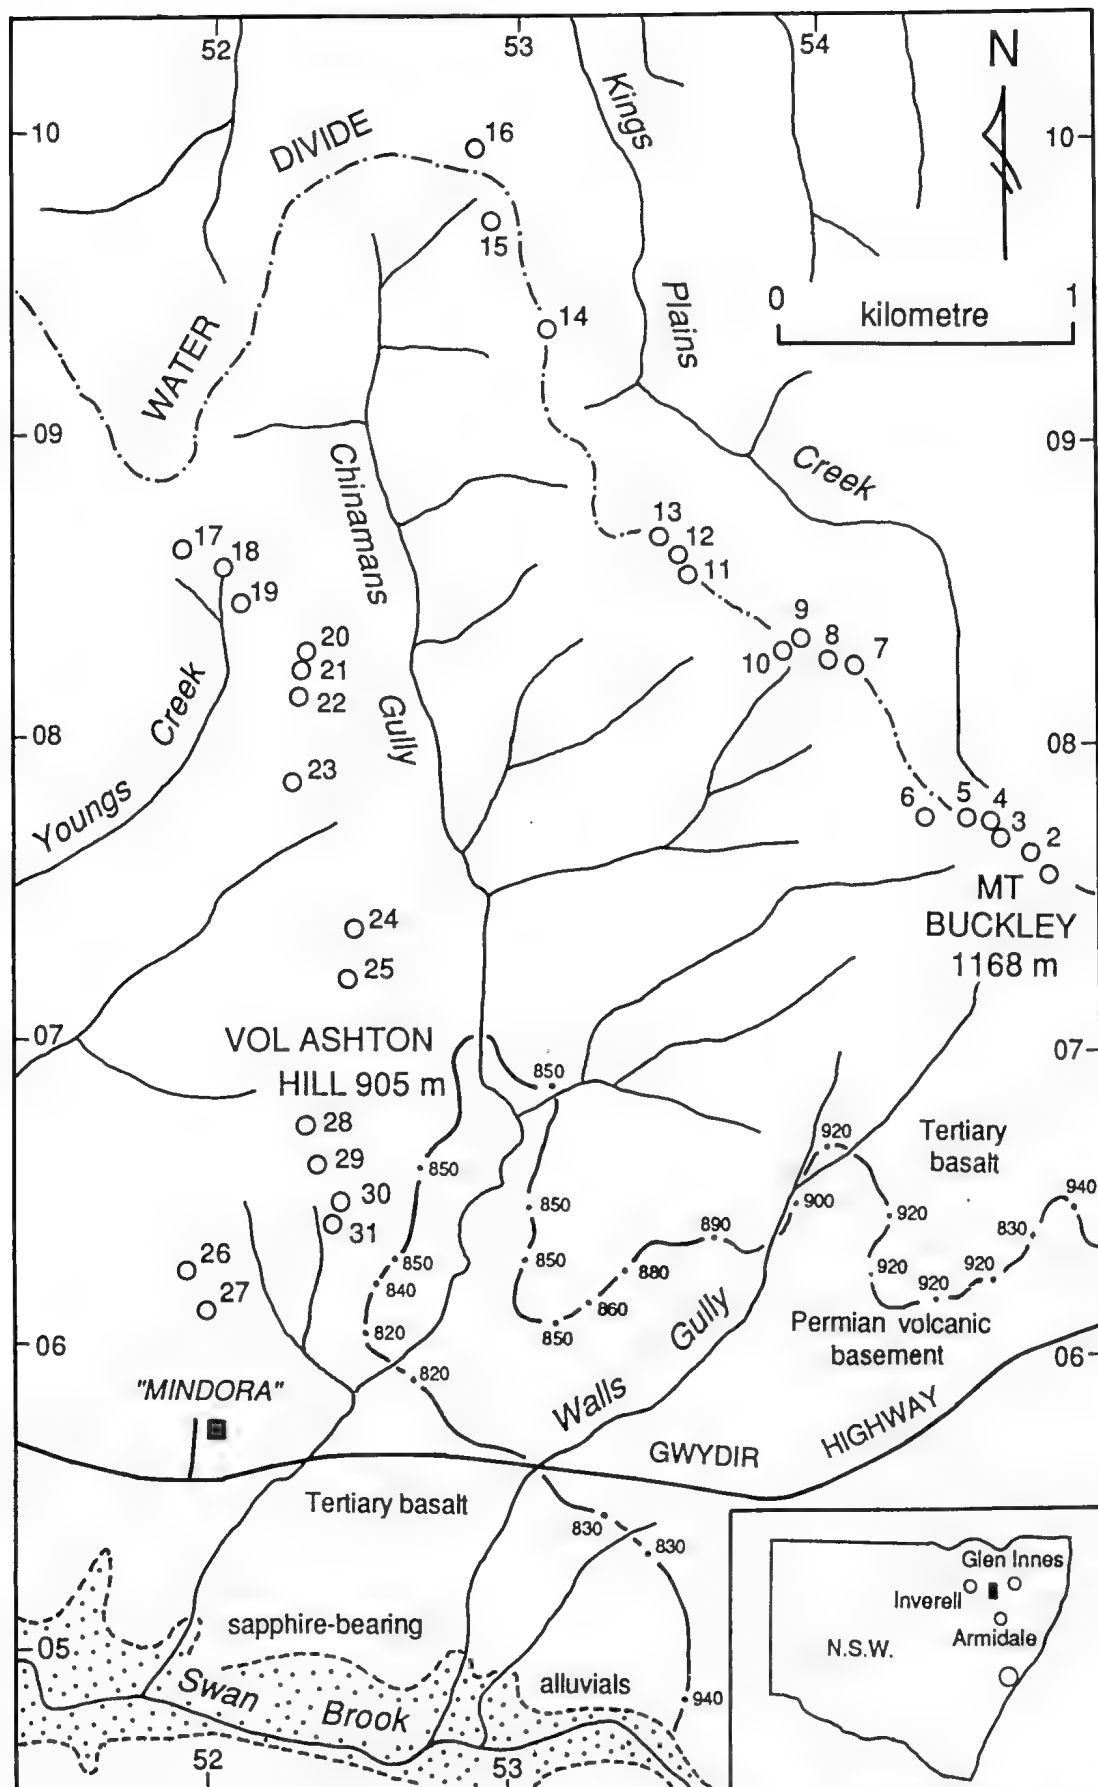 52
53
54
N
Kings
10
DIVIDE
16
10
15
0
1
Plains
kilometre
14
WATER
09
09
Creek
Chinamans
13
12
17
18
11
19
9
20
8
7
21
10
Creek
22
Gully
08
08
23
6
5
4
3
Youngs
2
MT
BUCKLEY
1168 m
24
25
07
VOL ASHTON
07
HILL 905 m
850
28
920
Tertiary
basalt
29
850
30
940
31
850
900
920
890
830
26
850
850
880
920
920
27
840
860
920
Gully
Permian volcanic
basement
06
820
850
06
820
"MINDORA"
Walls
HIGHWAY
GWYDIR
Tertiary basalt
830
830
Glen Innes
Inverell
sapphire-bearing
Armidale
05
N.S.W.
Swan
alluvials
Brook
940
52
53